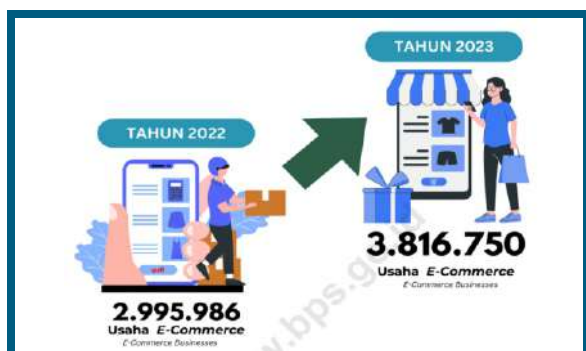 TAHUN 2023
TAHUN 2022
3.816.750
Usaha E-Commerce
E-Commerce Businesses
2.995.986
Usaha E-Commerce
E-Commerce Businesses